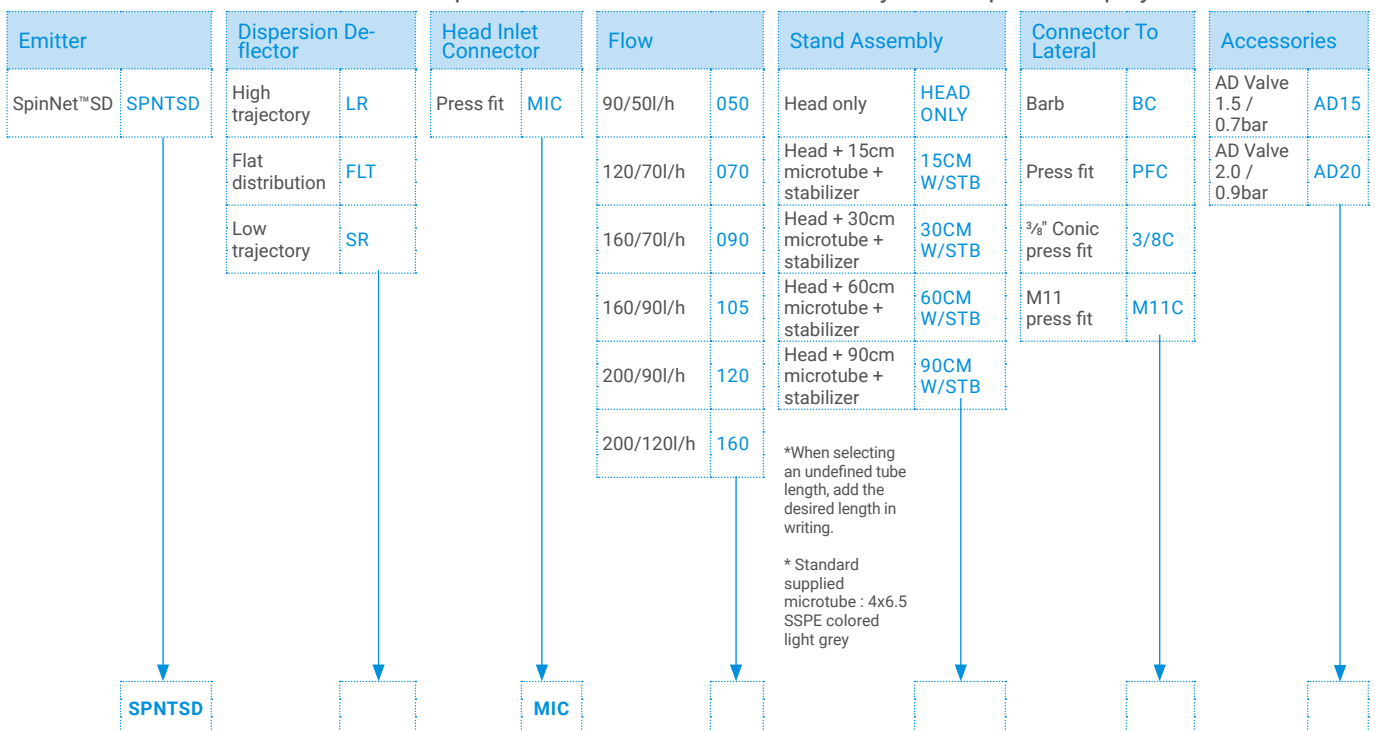 Emitter
SpinNet™SD SPNTSD
SPNTSD
Dispersion De-
flector
High
trajectory
LR
Flat
distribution
FLT
Low
trajectory
SR
Head Inlet
Connector
Press fit MIC
MIC
Flow
90/50l/h 050
120/70l/h 070
160/70l/h 090
160/90l/h 105
200/90l/h 120
200/120l/h 160
Stand Assembly
Head only
HEAD
ONLY
Head + 15cm
microtube +
stabilizer
15CM
W/STB
Head + 30cm
microtube +
stabilizer
30CM
W/STB
Head + 60cm
microtube +
stabilizer
60CM
W/STB
Head + 90cm
microtube +
stabilizer
90CM
W/STB
*When selecting
an undefined tube
length, add the
desired length in
writing.
* Standard
supplied
microtube : 4x6.5
SSPE colored
light grey
Connector To
Lateral
Barb BC
Press fit PFC
⅜" Conic
press fit
3/8C
M11
press fit
M11C
Accessories
AD Valve
1.5 /
0.7bar
AD15
AD Valve
2.0 /
0.9bar
AD20